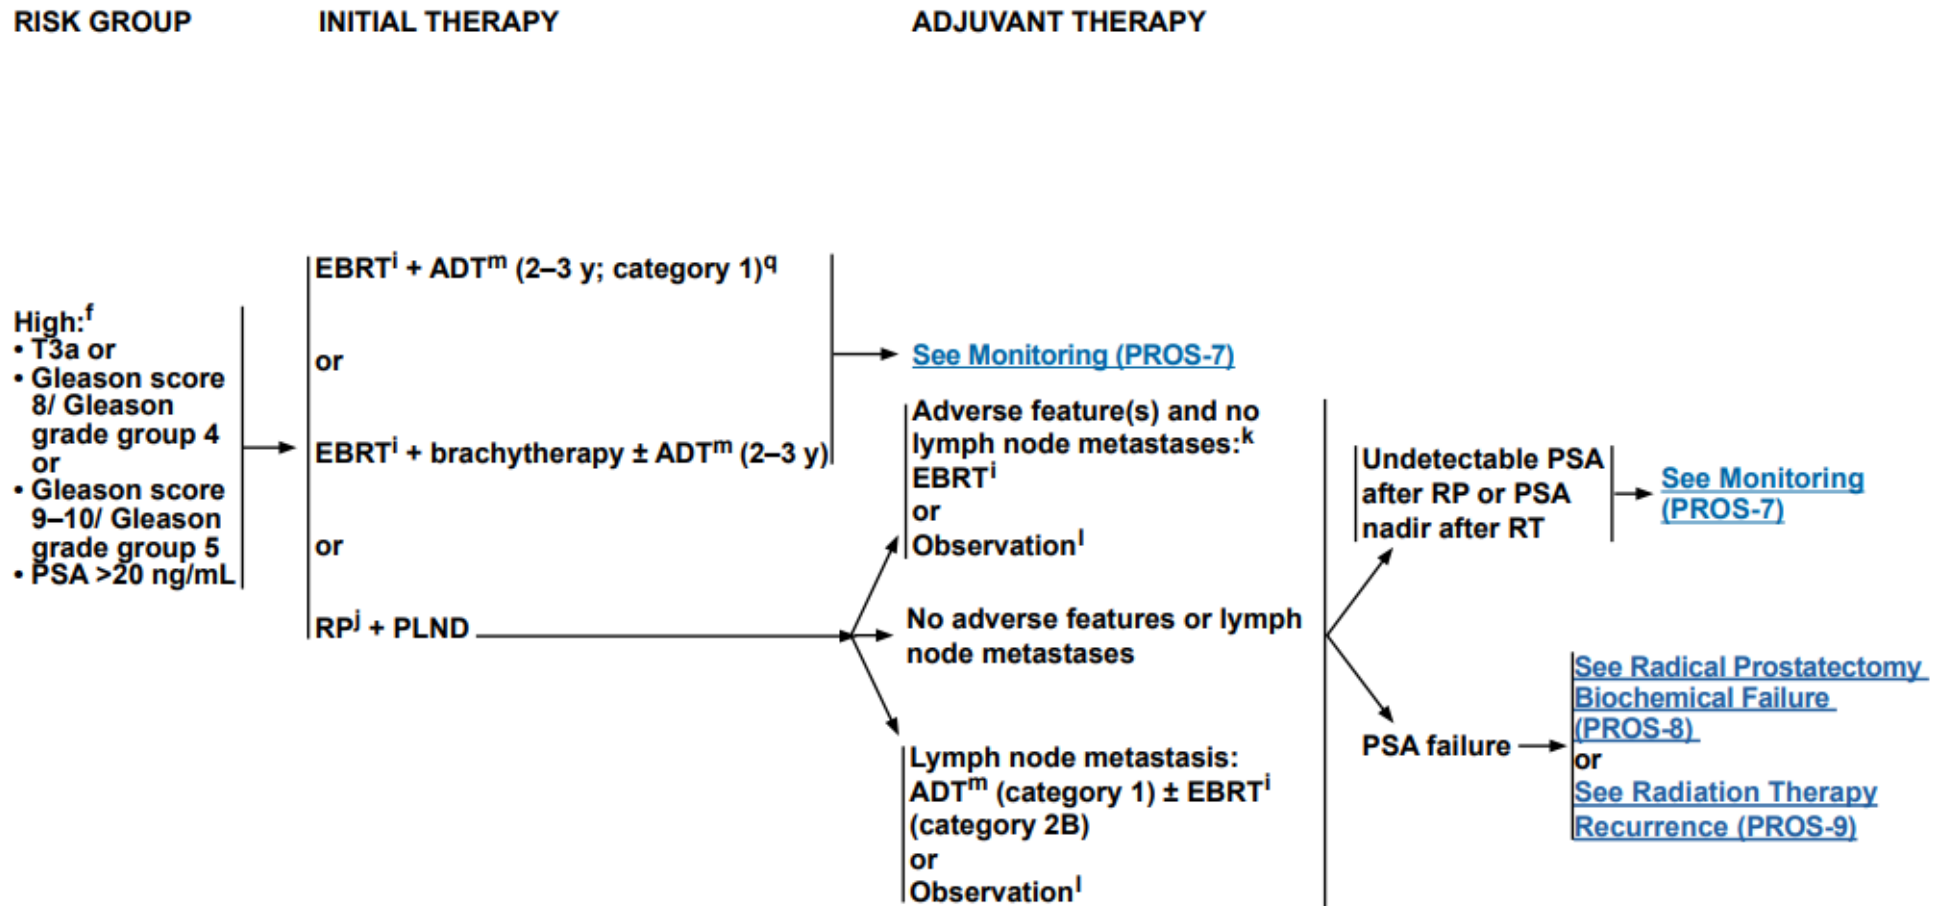 RISK GROUP
INITIAL THERAPY
ADJUVANT THERAPY
High:f
• T3a or
• Gleason score
8/ Gleason
grade group 4
or
• Gleason score
9–10/ Gleason
grade group 5
• PSA >20 ng/mL
EBRTi + ADTm (2–3 y; category 1)q
or
EBRTi + brachytherapy ± ADTm (2–3 y)
or
RPj + PLND
See Monitoring (PROS-7)
Adverse feature(s) and no
lymph node metastases:k
EBRTi
or
Observationl
No adverse features or lymph
node metastases
Lymph node metastasis:
ADTm (category 1) ± EBRTi
(category 2B)
or
Observationl
Undetectable PSA
after RP or PSA
nadir after RT
See Monitoring
(PROS-7)
PSA failure
See Radical Prostatectomy
Biochemical Failure
(PROS-8)
or
See Radiation Therapy
Recurrence (PROS-9)